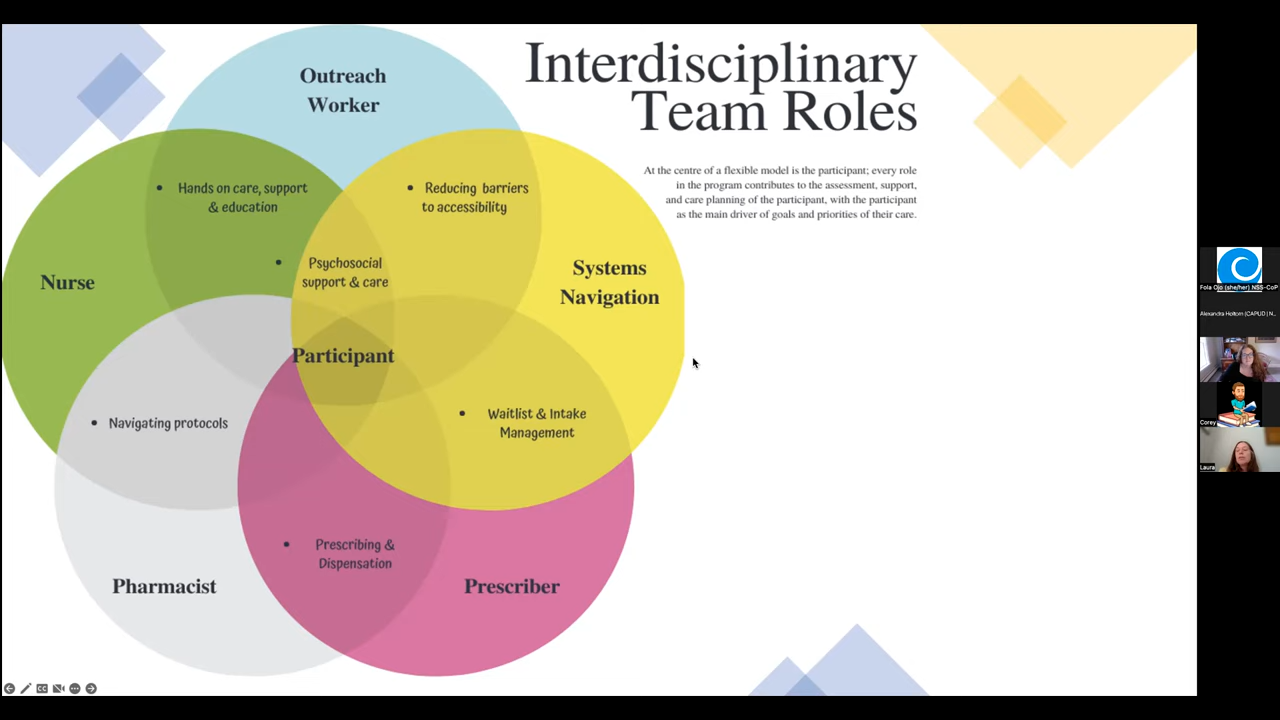 Interdisciplinary
Team Roles
At the centre of a flexible model is the participant; every role
in the program contributes to the assessment, support,
and care planning of the participant, with the participant
as the main driver of goals and priorities of their care.
Outreach
Worker
• Hands on care, support
& education
• Reducing barriers
to accessibility
• Psychosocial
support & care
Nurse
Systems
Navigation
Participant
• Navigating protocols
• Waitlist & Intake
Management
• Prescribing &
Dispensation
Pharmacist
Prescriber
Fola Ojo (she/her) NSS-CoP
Alexandra Holtom (CAPUD | N...
Corey
Laura